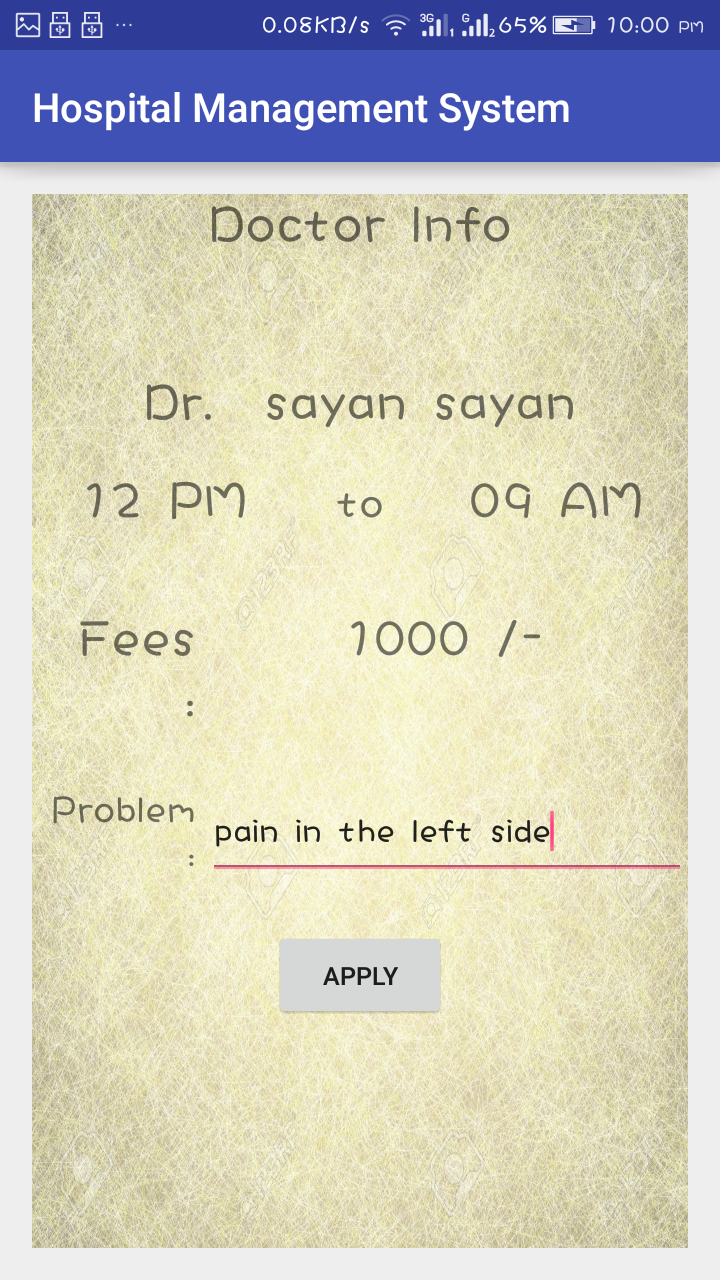 0.08KB/s 3G 1 G 2 65% 10:00 PM
Hospital Management System
Doctor Info
Dr. sayan sayan
12 PM to 09 AM
Fees 1000 /-
:
Problem
: pain in the left side
APPLY